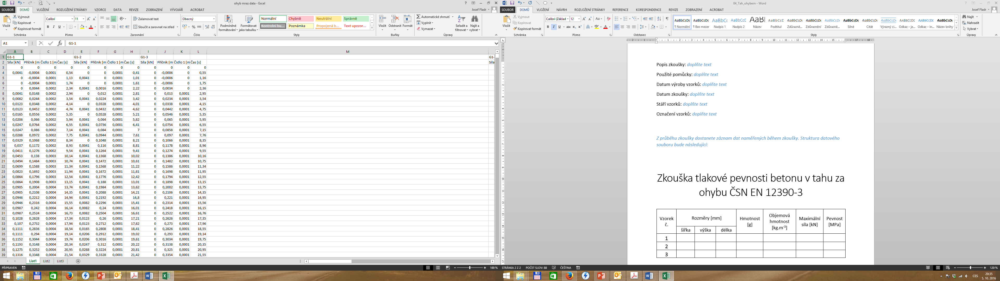 ohyb mraz data - Excel
SOUBOR DOMŮ VLOŽENÍ ROZLOŽENÍ STRÁNKY VZORCE DATA REVIZE ZOBRAZENÍ VÝVOJÁŘ ACROBAT Josef Fladr
Vložit
Vyjmout
Kopírovat
Kopírovat formát
Schránka
Calibri 11
B I U
Písmo
Zalamovat text
Sloučit a zarovnat na střed
Zarovnání
Obecný
% 000
Číslo
Podmíněné formátování
Formátovat jako tabulku
Normální Chybně Neutrální Správně
Kontrolní bu... Poznámka Propojená b... Text upozor...
Styly
Vložit Odstranit Formát
Buňky
Automatické shrnutí
Vyplnit
Vymazat
Seřadit a filtrovat
Najít a vybrat
Úpravy
A1 fx G1-1
A B C D E F G H I J K L M
1 G1-1 G1-2 G1-3 G1-
2 Síla [kN] Příčník [m Čidlo 1 [m Čas [s] Síla [kN] Příčník [m Čidlo 1 [m Čas [s] Síla [kN] Příčník [m Čidlo 1 [m Čas [s] Síla
3 0 0 0 0 0 0 0 0 0 0 0 0
4 0,0041 -0,0004 0,0001 0,54 0 0 0,0001 0,41 0 -0,0006 0 0,55
5 0 -0,0004 0,0001 1,13 0,0041 0 0,0001 1,01 0 -0,0006 0 1,16
6 0 -0,0004 0,0001 1,74 0 0 0,0001 1,61 0 -0,0006 0 1,75
7 0 0,0044 0,0002 2,34 0,0041 0,0016 0,0001 2,22 0 0,0034 0 2,36
8 0,0041 0,0148 0,0002 2,94 0 0,012 0,0001 2,81 0 0,013 0,0001 2,95
9 0,0082 0,0244 0,0002 3,54 0,0041 0,0224 0,0001 3,42 0 0,0234 0,0001 3,54
10 0,0123 0,0348 0,0002 4,14 0 0,0328 0,0001 4,01 0 0,0338 0,0001 4,15
11 0,0123 0,0452 0,0002 4,74 0,0041 0,0432 0,0001 4,62 0 0,0442 0,0001 4,75
12 0,0165 0,0556 0,0002 5,35 0 0,0528 0,0001 5,21 0 0,0546 0,0001 5,35
13 0,0206 0,066 0,0002 5,94 0,0041 0,064 0,0001 5,82 0 0,065 0,0001 5,95
14 0,0247 0,0764 0,0002 6,55 0,0041 0,0736 0,0001 6,41 0 0,0754 0,0001 6,55
15 0,0247 0,086 0,0002 7,14 0,0041 0,084 0,0001 7 0 0,0858 0,0001 7,15
16 0,0288 0,0972 0,0002 7,75 0,0041 0,0944 0,0001 7,61 0 0,097 0,0001 7,76
17 0,0329 0,1068 0,0002 8,34 0 0,1048 0,0001 8,21 0 0,1066 0,0001 8,35
18 0,037 0,1172 0,0002 8,93 0,0041 0,116 0,0001 8,81 0 0,1178 0,0001 8,96
19 0,0411 0,1276 0,0002 9,54 0,0041 0,1264 0,0001 9,41 0 0,1274 0,0001 9,55
20 0,0453 0,138 0,0003 10,14 0,0041 0,1368 0,0001 10,02 0 0,1386 0,0001 10,16
21 0,0494 0,1484 0,0003 10,74 0,0041 0,1472 0,0001 10,61 0 0,1482 0,0001 10,75
22 0,0699 0,1588 0,0003 11,34 0,0041 0,1568 0,0001 11,22 0 0,1586 0,0001 11,34
23 0,0823 0,1692 0,0003 11,94 0,0041 0,1672 0,0001 11,81 0 0,1698 0,0001 11,95
24 0,0864 0,1796 0,0003 12,54 0,0041 0,1776 0,0001 12,42 0 0,1794 0,0001 12,55
25 0,0864 0,1908 0,0003 13,15 0,0041 0,188 0,0001 13,01 0 0,1898 0,0001 13,15
26 0,0905 0,2004 0,0004 13,74 0,0041 0,1984 0,0001 13,62 0 0,2002 0,0001 13,75
27 0,0905 0,2108 0,0004 14,35 0,0041 0,2088 0,0001 14,21 0 0,2106 0,0001 14,35
28 0,0946 0,2212 0,0004 14,94 0,0041 0,2192 0,0001 14,8 0 0,221 0,0001 14,95
29 0,0946 0,2316 0,0004 15,55 0,0082 0,2296 0,0001 15,41 0 0,2314 0,0001 15,56
30 0,0987 0,242 0,0004 16,14 0,0082 0,24 0,0001 16,01 0 0,2418 0,0001 16,15
31 0,0987 0,2524 0,0004 16,73 0,0082 0,2504 0,0001 16,61 0 0,2522 0,0001 16,76
32 0,1028 0,2628 0,0004 17,34 0,0123 0,26 0,0001 17,21 0 0,2626 0,0001 17,35
33 0,107 0,2732 0,0004 17,94 0,0123 0,2712 0,0001 17,82 0 0,273 0,0001 17,96
34 0,1111 0,2836 0,0004 18,54 0,0165 0,2808 0,0001 18,41 0 0,2826 0,0001 18,55
35 0,1111 0,294 0,0004 19,14 0,0206 0,2912 0,0001 19,02 0 0,293 0,0001 19,14
36 0,1152 0,3044 0,0004 19,74 0,0206 0,3016 0,0001 19,61 0 0,3034 0,0001 19,75
37 0,1193 0,3148 0,0004 20,34 0,0247 0,312 0,0001 20,22 0 0,3138 0,0001 20,35
38 0,1275 0,3252 0,0004 20,95 0,0288 0,3224 0,0001 20,81 0 0,325 0,0001 20,95
39 0,1316 0,3348 0,0004 21,54 0,0329 0,3328 0,0001 21,42 0 0,3354 0,0001 21,55
List1 List2 List3
PŘIPRAVEN 100 %
04_Tah_ohybem - Word
SOUBOR DOMŮ VLOŽENÍ NÁVRH ROZLOŽENÍ STRÁNKY REFERENCE KORESPONDENCE REVIZE ZOBRAZENÍ ACROBAT Josef Fladr
Vložit
Vyjmout
Kopírovat
Kopírovat formát
Schránka
Calibri (Základ 12
B I U abc x₂ x²
Písmo
Odstavec
AaBbCcDc AaBbCcDc AaBbCc AaBbCcE AaBl AaBbCcD AaBbCcDc AaBbCcDc AaBbCcDc AaBbCcDc AaBbCcDc AaBbCcDc AABBCCDC AABBCCDC AaBbCcDc
¶ Normální ¶ Bez mezer Nadpis 1 Nadpis 2 Název Podtitul Zdůrazně... Zdůraznění Zdůrazně... Silné Citát Výrazný ci... Odkaz – je... Odkaz – in... Název knihy
Styly
Najít
Nahradit
Vybrat
Úpravy
Popis zkoušky: doplňte text
Použité pomůcky: doplňte text
Datum výroby vzorků: doplňte text
Datum zkoušky: doplňte text
Stáří vzorků: doplňte text
Označení vzorků: doplňte text
Z průběhu zkoušky dostanete záznam dat naměřených během zkoušky. Struktura datového
souboru bude následující:
Zkouška tlakové pevnosti betonu v tahu za
ohybu ČSN EN 12390-3
Vzorek č. Rozměry [mm] Hmotnost [g] Objemová hmotnost [kg.m-3] Maximální síla [kN] Pevnost [MPa]
šířka výška délka
1
2
3
STRÁNKA 2 Z 2 POČET SLOV: 88 ČEŠTINA 120 %
CES 20:35
5. 10. 2016